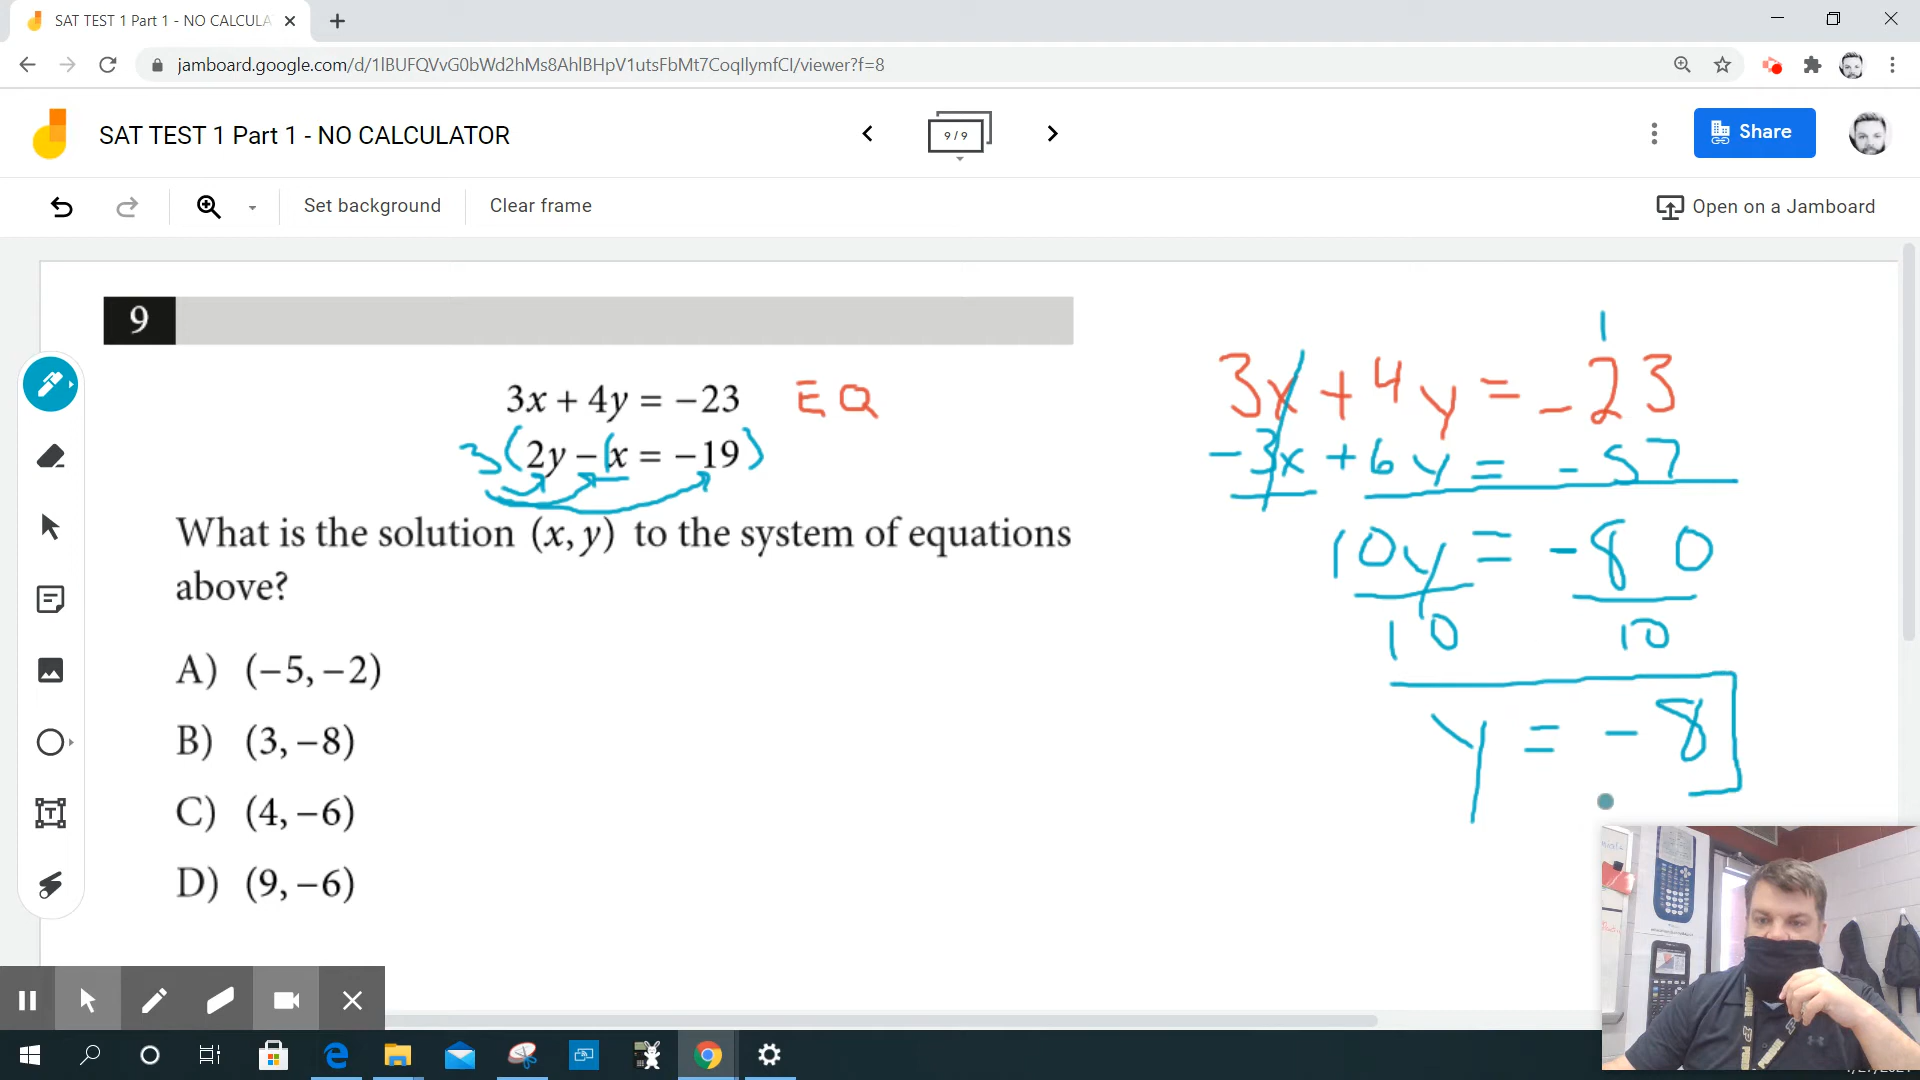 SAT TEST 1 Part 1 - NO CALCULA
jamboard.google.com/d/1lBUFQVvG0bWd2hMs8AhlBHpV1utsFbMt7CoqIlymfCI/viewer?f=8
SAT TEST 1 Part 1 - NO CALCULATOR
9 / 9
Share
Set background
Clear frame
Open on a Jamboard
9
3x + 4y = −23 EQ
3(2y − x = −19)
What is the solution (x, y) to the system of equations
above?
A) (−5, −2)
B) (3, −8)
C) (4, −6)
D) (9, −6)
1
3x + 4y = -23
-3x + 6y = -57
10y = -80
10 10
y = -8